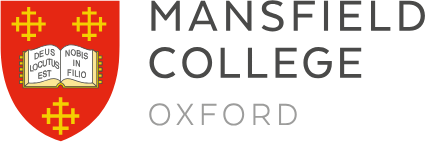 DEUS
LOCUTUS
EST
NOBIS
IN
FILIO
MANSFIELD
COLLEGE
OXFORD